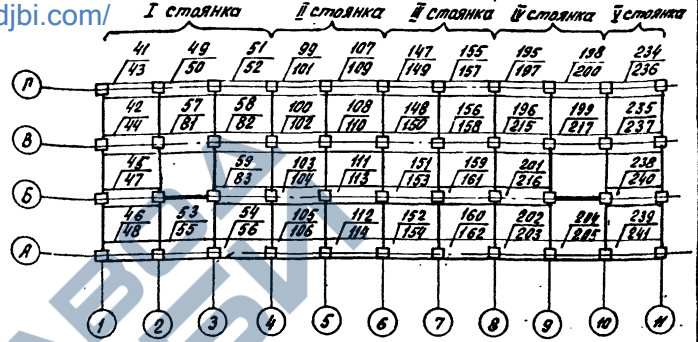 djbi.com/
I стоянка II стоянка III стоянка IV стоянка V стоянка
41 49 51 99 107 147 155 195 198 234
43 50 52 101 109 149 157 197 200 236
Г
42 57 58 100 108 148 156 196 199 235
44 81 82 102 110 150 158 215 217 237
В
45 59 103 111 151 159 201 238
47 83 104 113 153 161 216 240
Б
46 53 54 105 112 152 160 202 204 239
48 55 56 106 114 154 162 203 205 241
А
1 2 3 4 5 6 7 8 9 10 11
ЗАВОД
ЖБИ